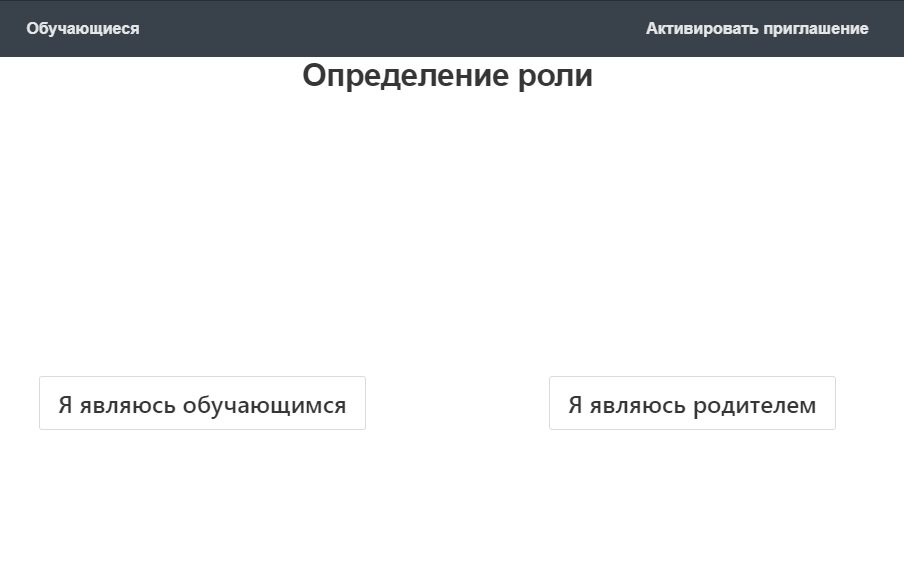 Обучающиеся
Активировать приглашение
Определение роли
Я являюсь обучающимся
Я являюсь родителем